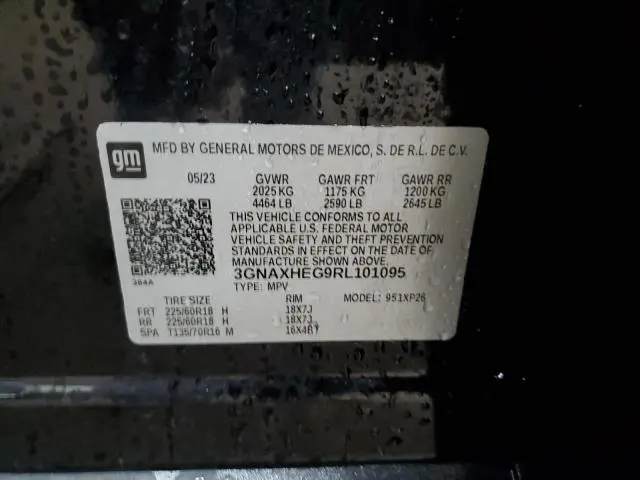 gm MFD BY GENERAL MOTORS DE MEXICO, S. DE R.L. DE C.V.
05/23 GVWR GAWR FRT GAWR RR
2025 KG 1175 KG 1200 KG
4464 LB 2590 LB 2645 LB
THIS VEHICLE CONFORMS TO ALL
APPLICABLE U.S. FEDERAL MOTOR
VEHICLE SAFETY AND THEFT PREVENTION
STANDARDS IN EFFECT ON THE DATE OF
MANUFACTURE SHOWN ABOVE.
3GNAXHEG9RL101095
384A TYPE: MPV MODEL: 951XP26
TIRE SIZE RIM
FRT 225/60R18 H 18X7J
RR 225/60R18 H 18X7J
SPA T135/70R16 M 16X4BT